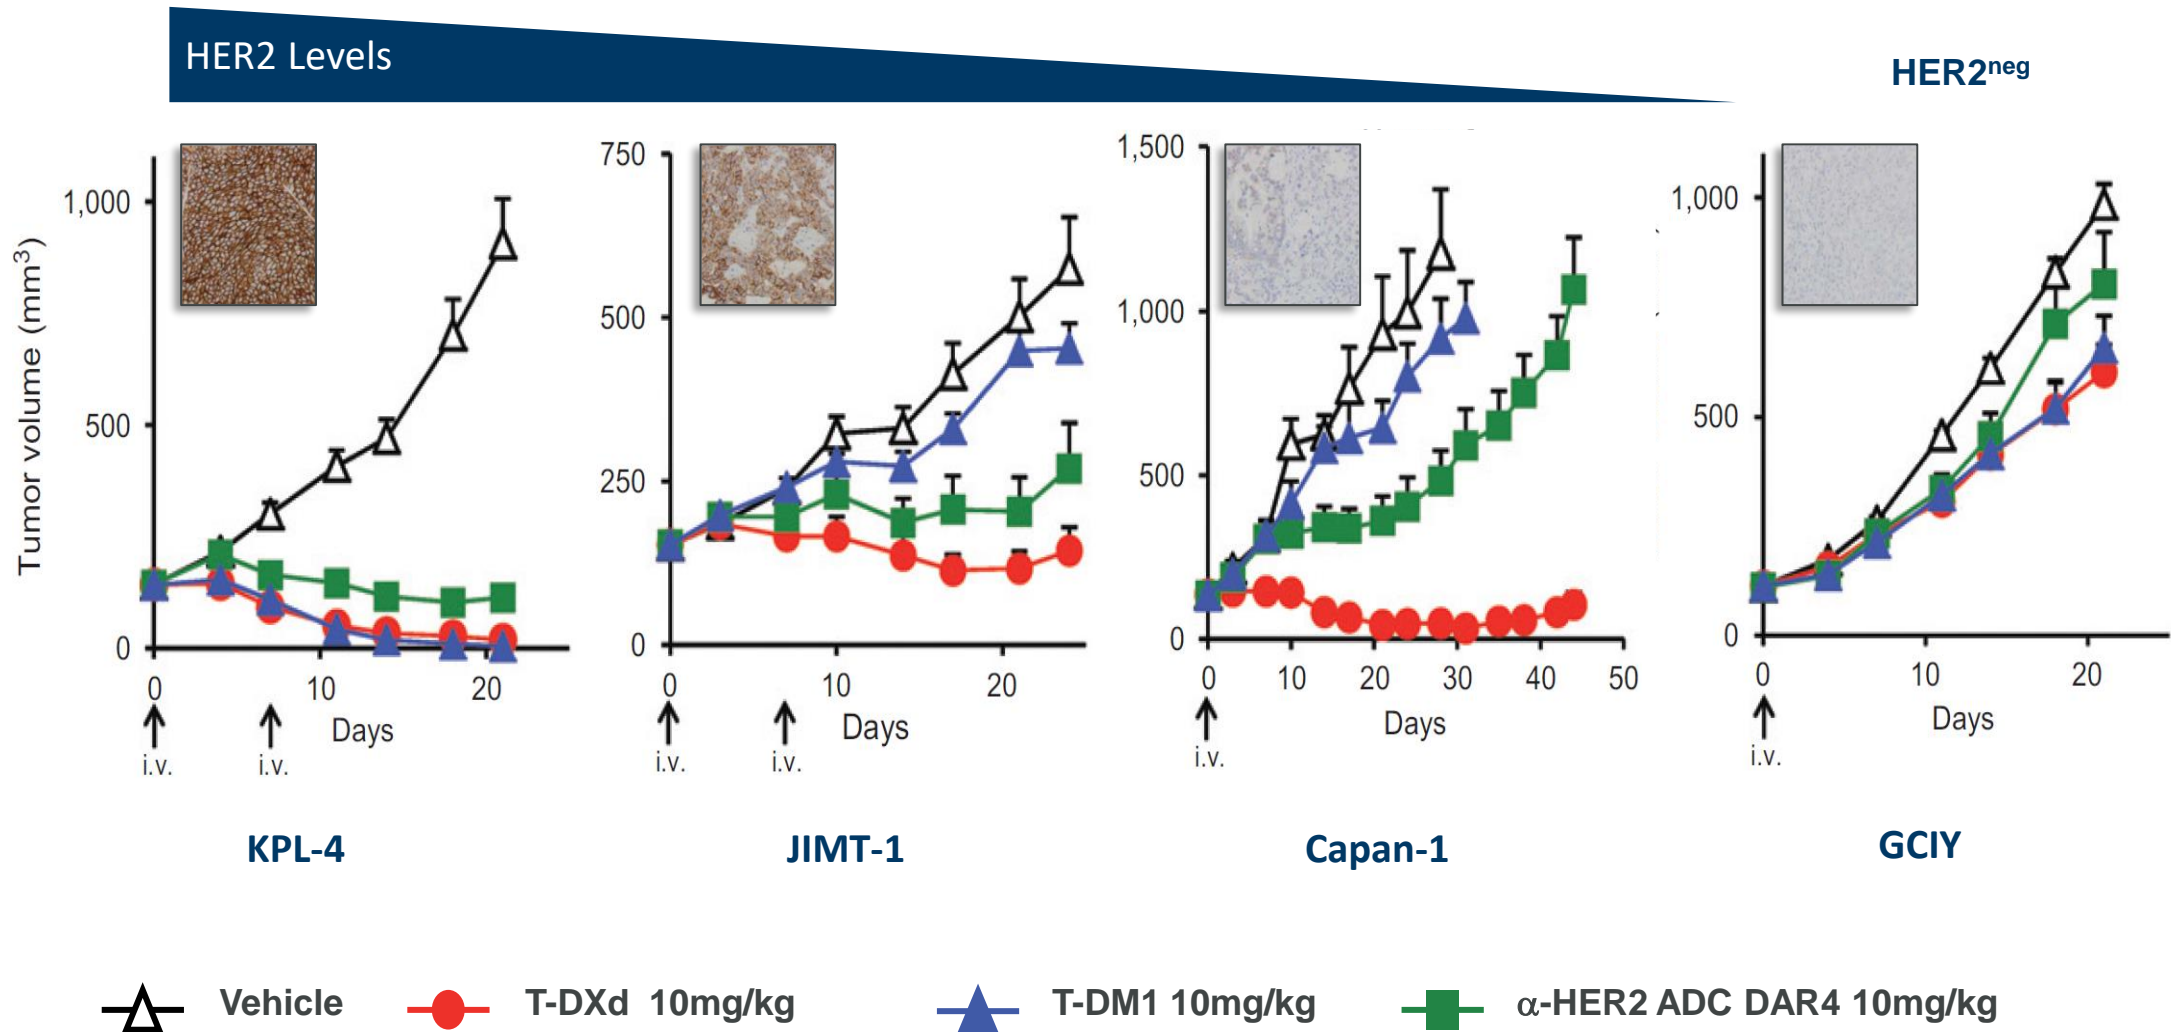 HER2 Levels
HER2neg
Tumor volume (mm3)
1,000
500
0
0 10 20
Days
i.v. i.v.
KPL-4
750
500
250
0
0 10 20
Days
i.v. i.v.
JIMT-1
1,500
1,000
500
0
0 10 20 30 40 50
Days
i.v.
Capan-1
1,000
500
0
0 10 20
Days
i.v.
GCIY
Vehicle
T-DXd 10mg/kg
T-DM1 10mg/kg
α-HER2 ADC DAR4 10mg/kg